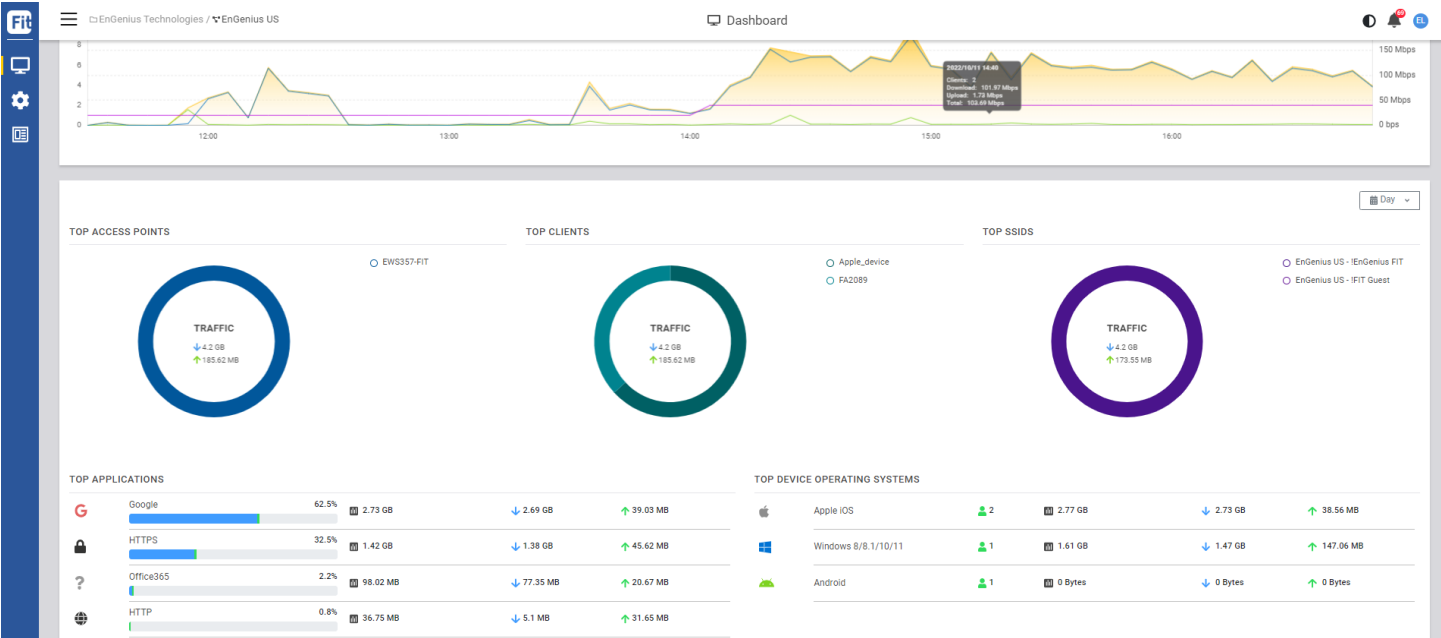 Fit
EnGenius Technologies / EnGenius US
Dashboard
69
EL
8
6
4
2
0
150 Mbps
100 Mbps
50 Mbps
0 bps
2022/10/11 14:40
Clients: 2
Download: 101.97 Mbps
Upload: 1.73 Mbps
Total: 103.69 Mbps
12:00 13:00 14:00 15:00 16:00
Day
TOP ACCESS POINTS
EWS357-FIT
TRAFFIC
4.2 GB
185.62 MB
TOP CLIENTS
Apple_device
FA2089
TRAFFIC
4.2 GB
185.62 MB
TOP SSIDS
EnGenius US - !EnGenius FIT
EnGenius US - !FIT Guest
TRAFFIC
4.2 GB
173.55 MB
TOP APPLICATIONS
Google 62.5% 2.73 GB 2.69 GB 39.03 MB
HTTPS 32.5% 1.42 GB 1.38 GB 45.62 MB
Office365 2.2% 98.02 MB 77.35 MB 20.67 MB
HTTP 0.8% 36.75 MB 5.1 MB 31.65 MB
TOP DEVICE OPERATING SYSTEMS
Apple iOS 2 2.77 GB 2.73 GB 38.56 MB
Windows 8/8.1/10/11 1 1.61 GB 1.47 GB 147.06 MB
Android 1 0 Bytes 0 Bytes 0 Bytes